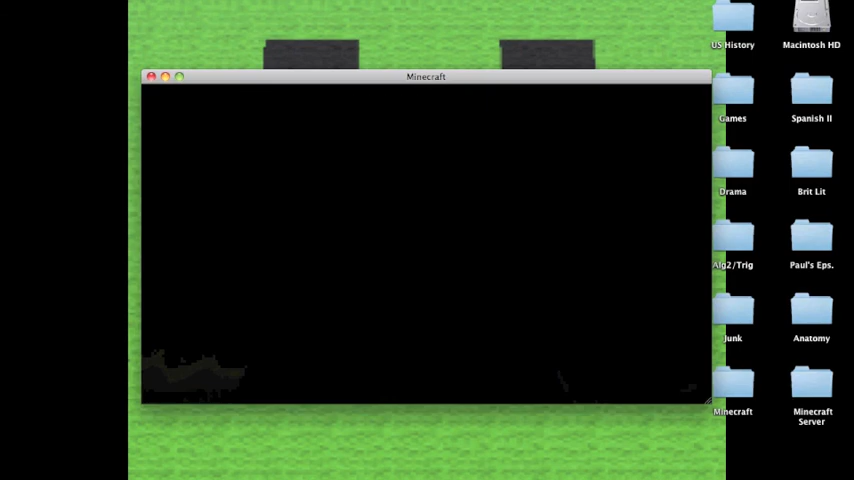 Minecraft
US History
Macintosh HD
Games
Spanish II
Drama
Brit Lit
Alg2/Trig
Paul's Eps.
Junk
Anatomy
Minecraft
Minecraft
Server